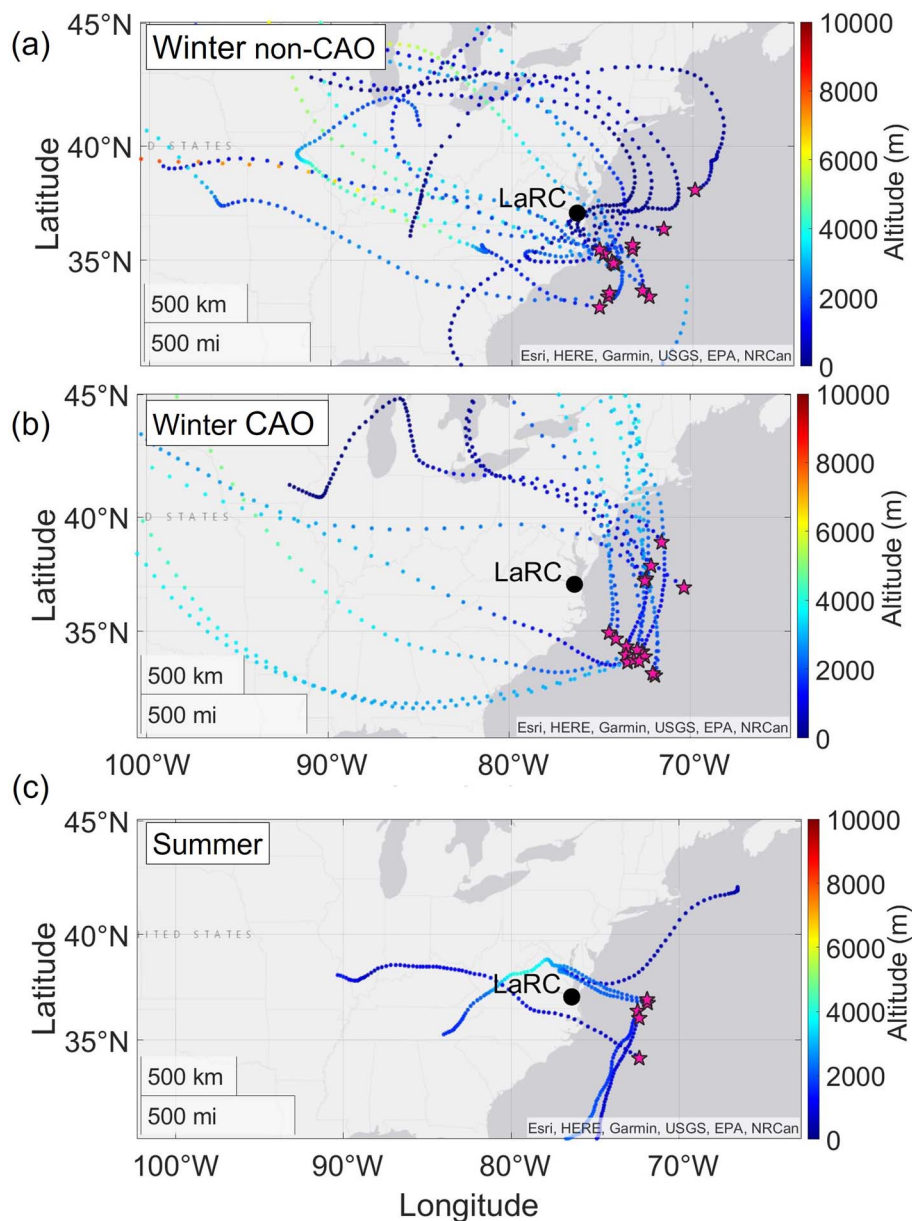 (a)
45°N
Winter non-CAO
10000
8000
6000
4000
2000
0
Altitude (m)
Latitude
40°N
D STATES
LaRC
35°N
500 km
500 mi
Esri, HERE, Garmin, USGS, EPA, NRCan
(b)
45°N
Winter CAO
10000
8000
6000
4000
2000
0
Altitude (m)
Latitude
40°N
D STATES
LaRC
35°N
500 km
500 mi
Esri, HERE, Garmin, USGS, EPA, NRCan
100°W 90°W 80°W 70°W
(c)
45°N
Summer
10000
8000
6000
4000
2000
0
Altitude (m)
Latitude
40°N
ITED STATES
LaRC
35°N
500 km
500 mi
Esri, HERE, Garmin, USGS, EPA, NRCan
100°W 90°W 80°W 70°W
Longitude